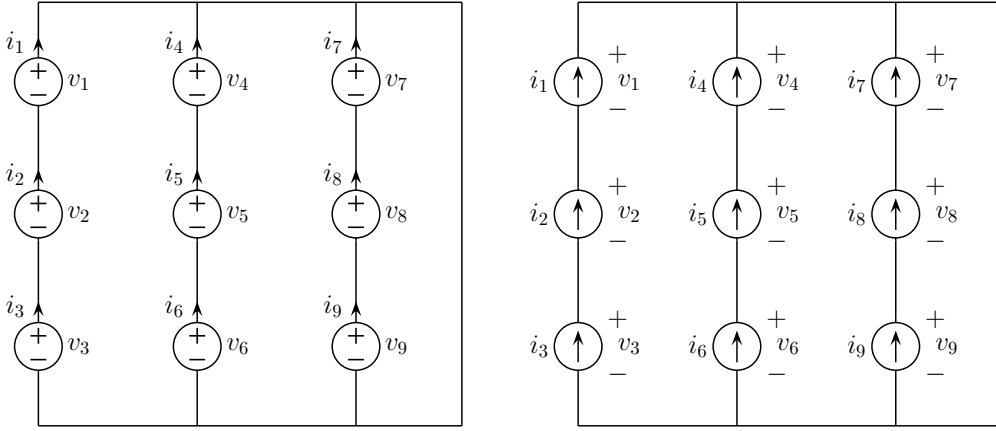 i₁ i₄ i₇
+ + +
− v₁ − v₄ − v₇
i₂ i₅ i₈
+ + +
− v₂ − v₅ − v₈
i₃ i₆ i₉
+ + +
− v₃ − v₆ − v₉
+ + +
i₁ v₁ i₄ v₄ i₇ v₇
− − −
+ + +
i₂ v₂ i₅ v₅ i₈ v₈
− − −
+ + +
i₃ v₃ i₆ v₆ i₉ v₉
− − −